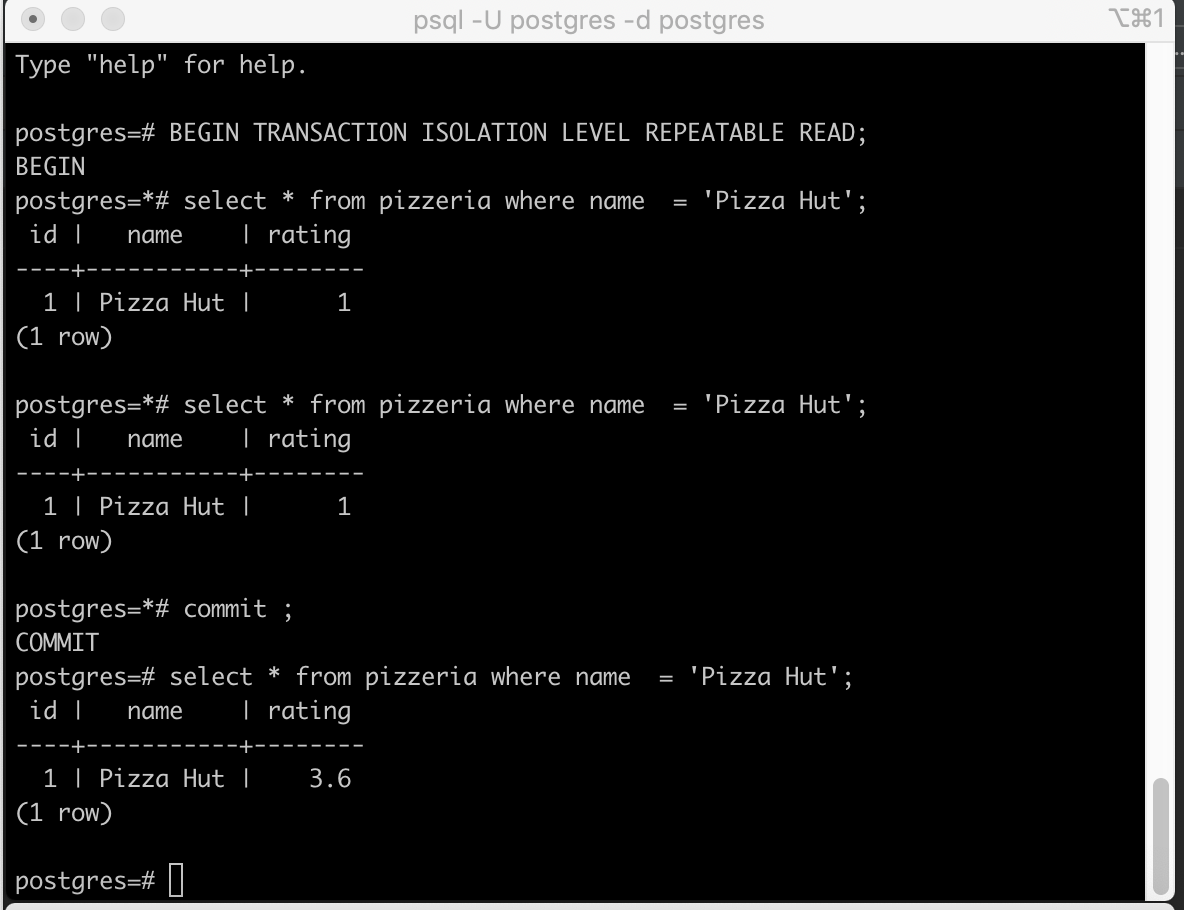 psql -U postgres -d postgres ⌥⌘1
Type "help" for help.
postgres=# BEGIN TRANSACTION ISOLATION LEVEL REPEATABLE READ;
BEGIN
postgres=*# select * from pizzeria where name  = 'Pizza Hut';
 id |   name    | rating
----+-----------+--------
  1 | Pizza Hut |      1
(1 row)
postgres=*# select * from pizzeria where name  = 'Pizza Hut';
 id |   name    | rating
----+-----------+--------
  1 | Pizza Hut |      1
(1 row)
postgres=*# commit ;
COMMIT
postgres=# select * from pizzeria where name  = 'Pizza Hut';
 id |   name    | rating
----+-----------+--------
  1 | Pizza Hut |    3.6
(1 row)
postgres=#